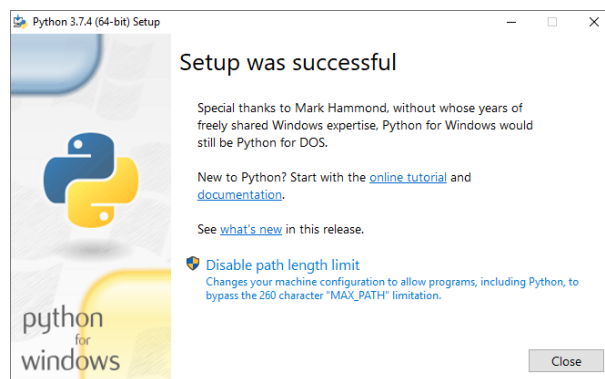 Python 3.7.4 (64-bit) Setup
Setup was successful
Special thanks to Mark Hammond, without whose years of
freely shared Windows expertise, Python for Windows would
still be Python for DOS.
New to Python? Start with the online tutorial and
documentation.
See what's new in this release.
Disable path length limit
Changes your machine configuration to allow programs, including Python, to
bypass the 260 character "MAX_PATH" limitation.
python
for
windows
Close